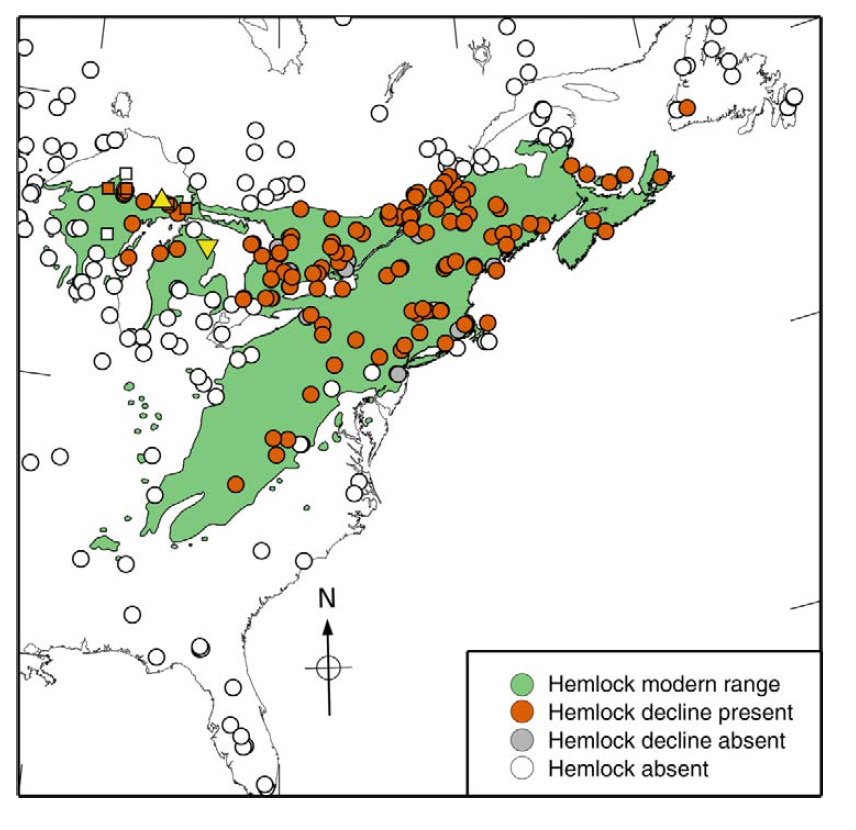 N
Hemlock modern range
Hemlock decline present
Hemlock decline absent
Hemlock absent